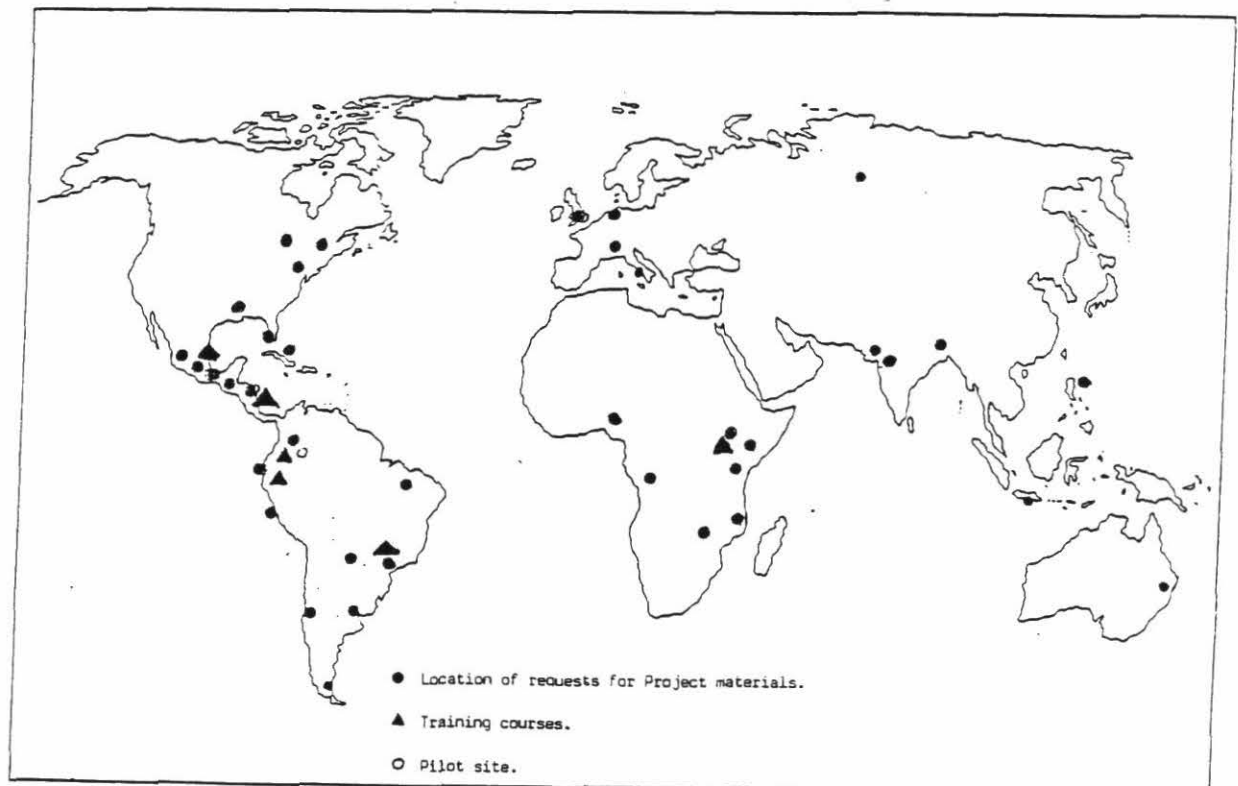 Location of requests for Project materials.
Training courses.
Pilot site.